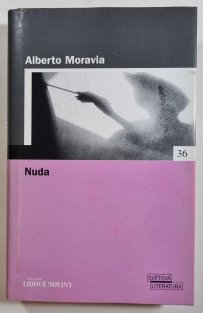 Alberto Moravia
36
Nuda
LIDOVÉ NOVINY
SVĚTOVÁ
LITERATURA